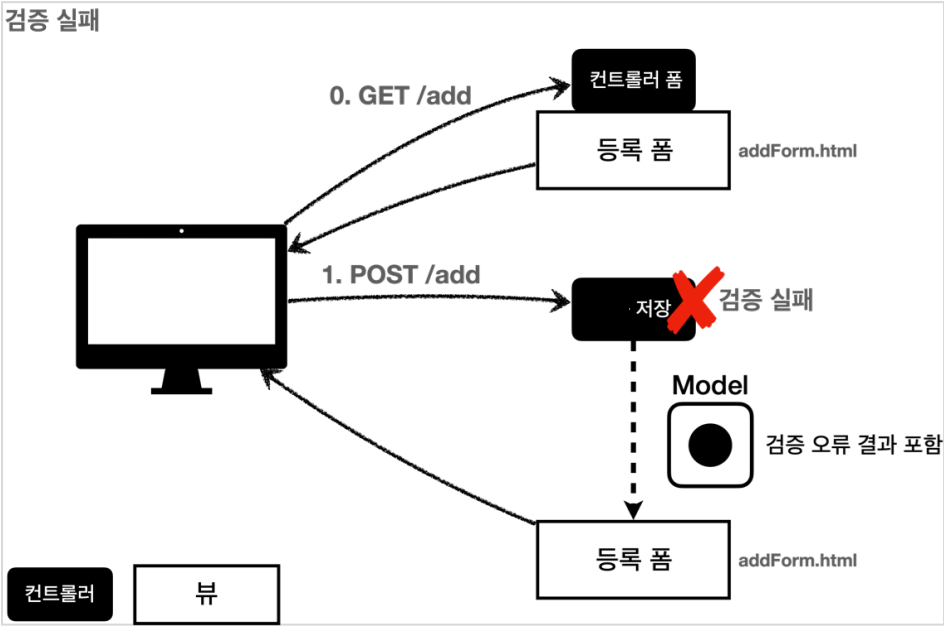 검증 실패
0. GET /add
컨트롤러 폼
등록 폼
addForm.html
1. POST /add
저장
검증 실패
Model
검증 오류 결과 포함
등록 폼
addForm.html
컨트롤러
뷰